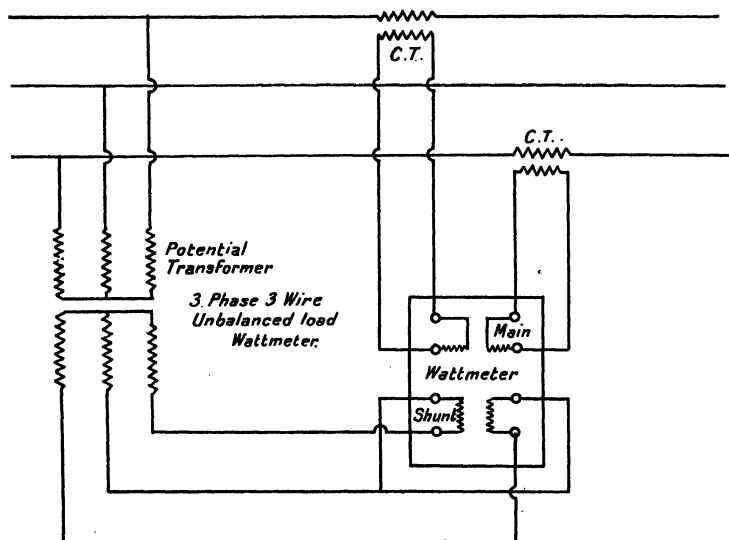 C.T.
C.T..
Potential
Transformer
3. Phase 3 Wire
Unbalanced load
Wattmeter.
Main
Wattmeter
Shunt